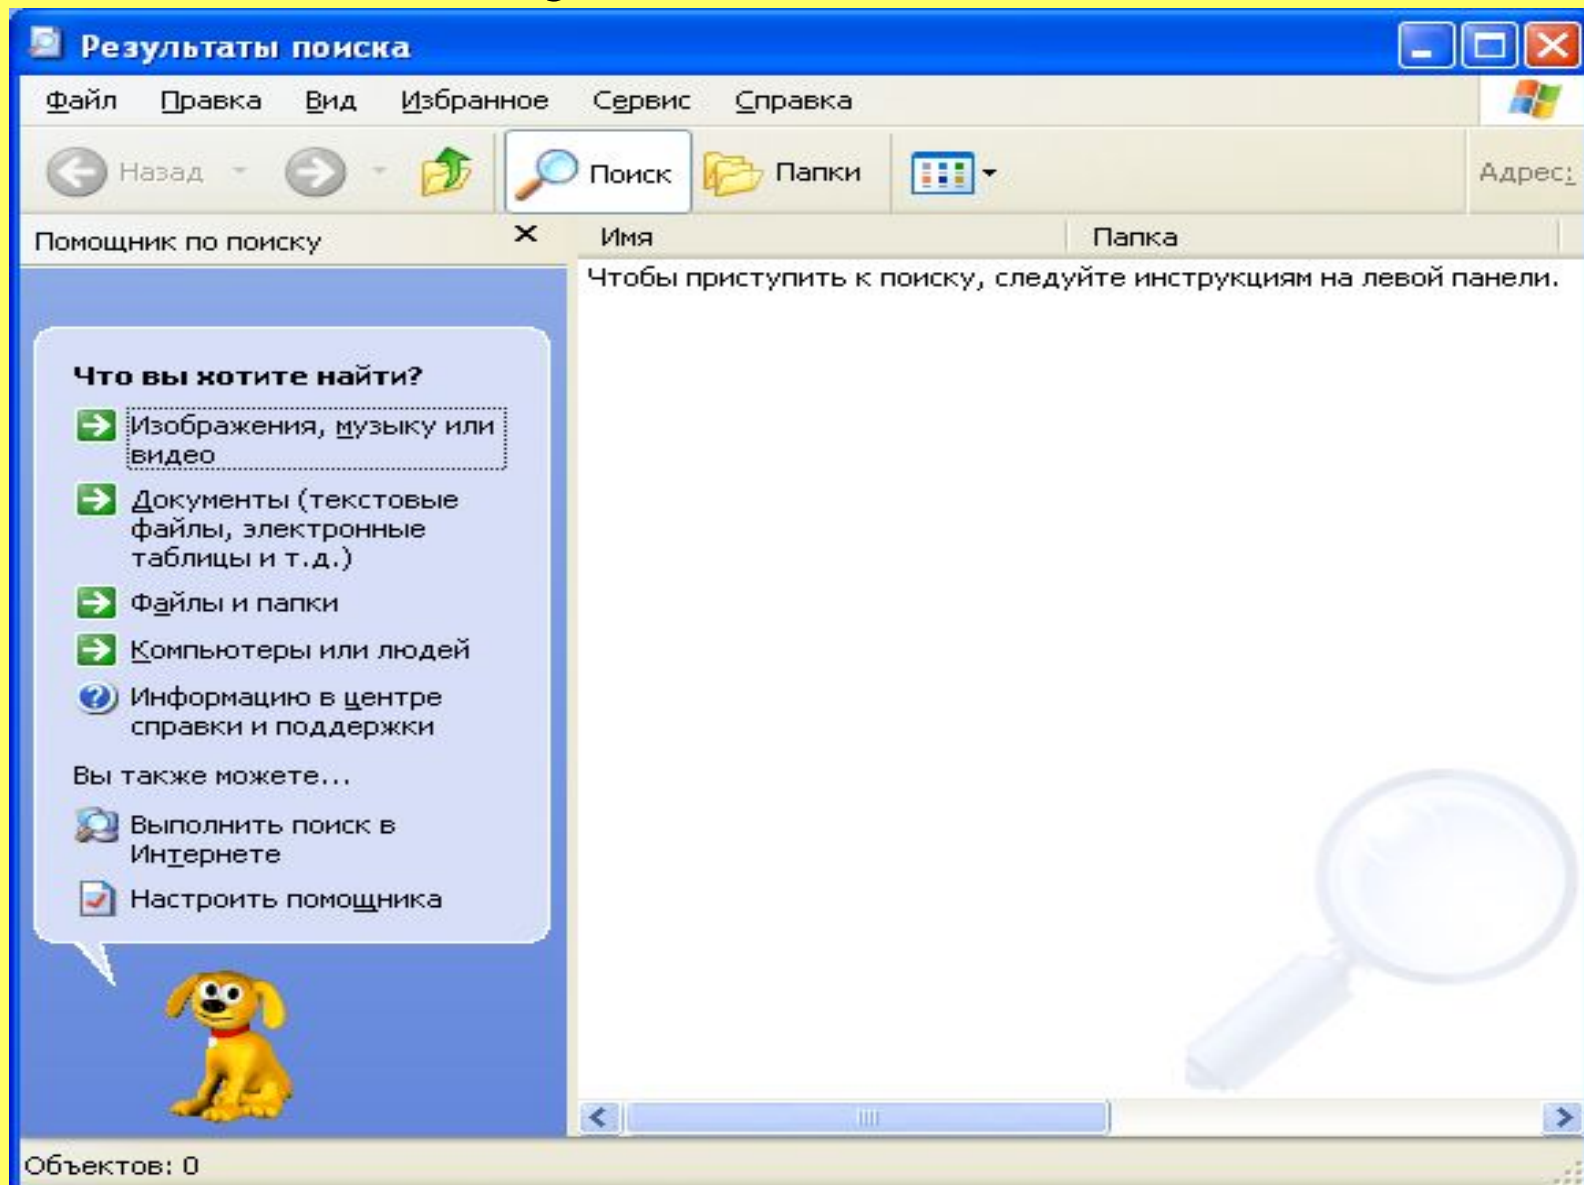 Результаты поиска
Файл Правка Вид Избранное Сервис Справка
Назад Поиск Папки Адрес:
Помощник по поиску
Имя Папка
Чтобы приступить к поиску, следуйте инструкциям на левой панели.
Что вы хотите найти?
Изображения, музыку или
видео
Документы (текстовые
файлы, электронные
таблицы и т.д.)
Файлы и папки
Компьютеры или людей
Информацию в центре
справки и поддержки
Вы также можете...
Выполнить поиск в
Интернете
Настроить помощника
Объектов: 0